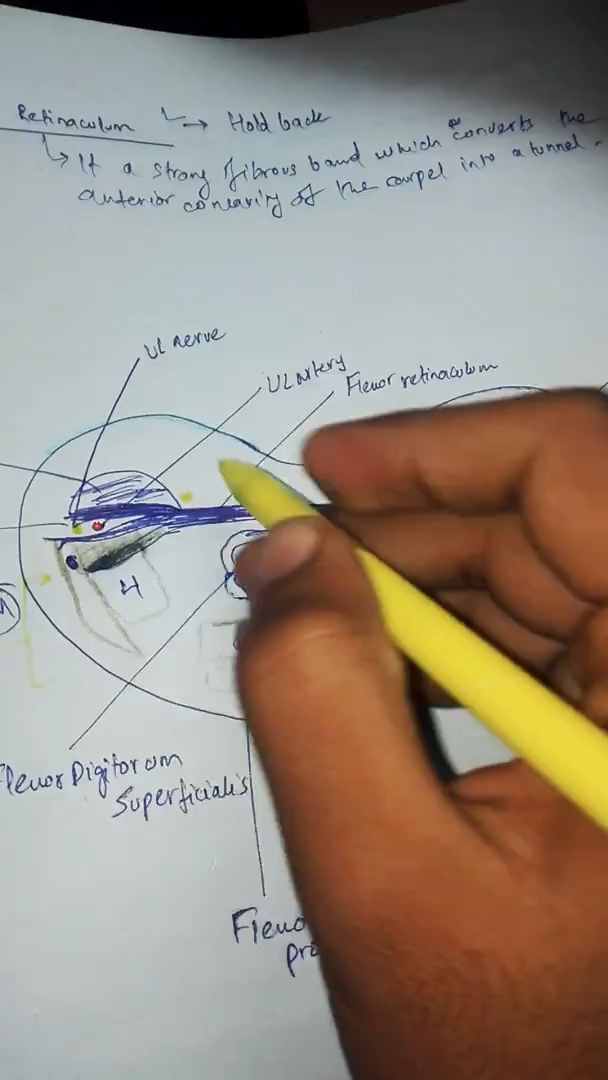 Retinaculum → Hold back
↳ It a strong fibrous band which converts the
anterior concavity of the carpel into a tunnel.
UL nerve
UL artery
Flexor retinaculum
H
Flexor Digitorum
Superficialis